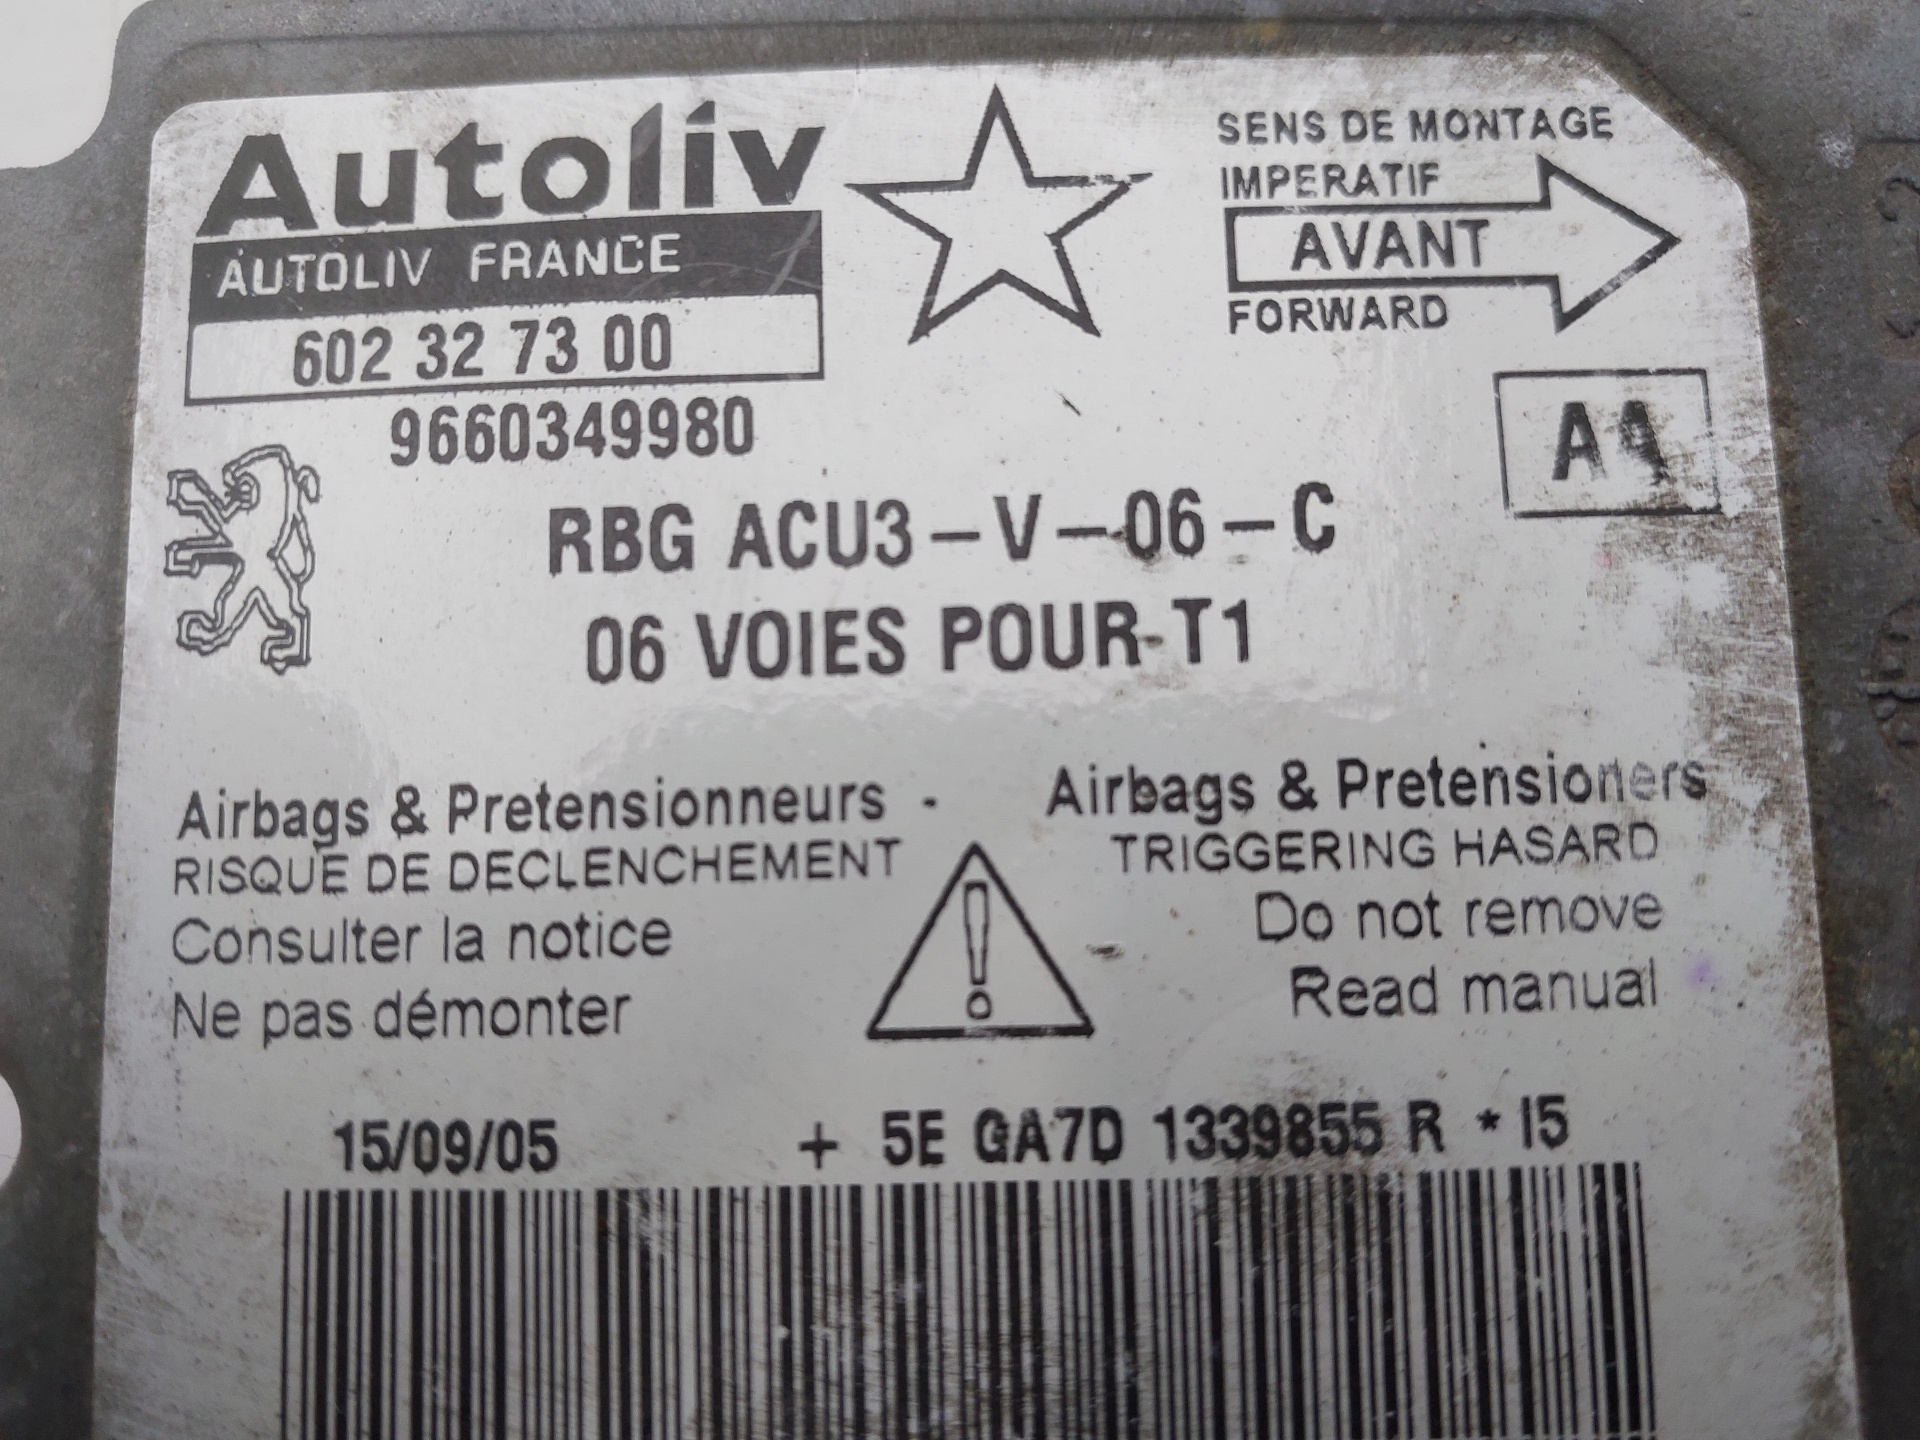 Autoliv
AUTOLIV FRANCE
602 32 73 00
9660349980
SENS DE MONTAGE
IMPERATIF
AVANT
FORWARD
RBG ACU3-V-06-C
06 VOIES POUR T1
Airbags & Pretensionneurs - Airbags & Pretensioners
RISQUE DE DECLENCHEMENT
TRIGGERING HASARD
Consulter la notice
Do not remove
Ne pas démonter
Read manual
15/09/05 + 5E GA7D 1339855 R * I5